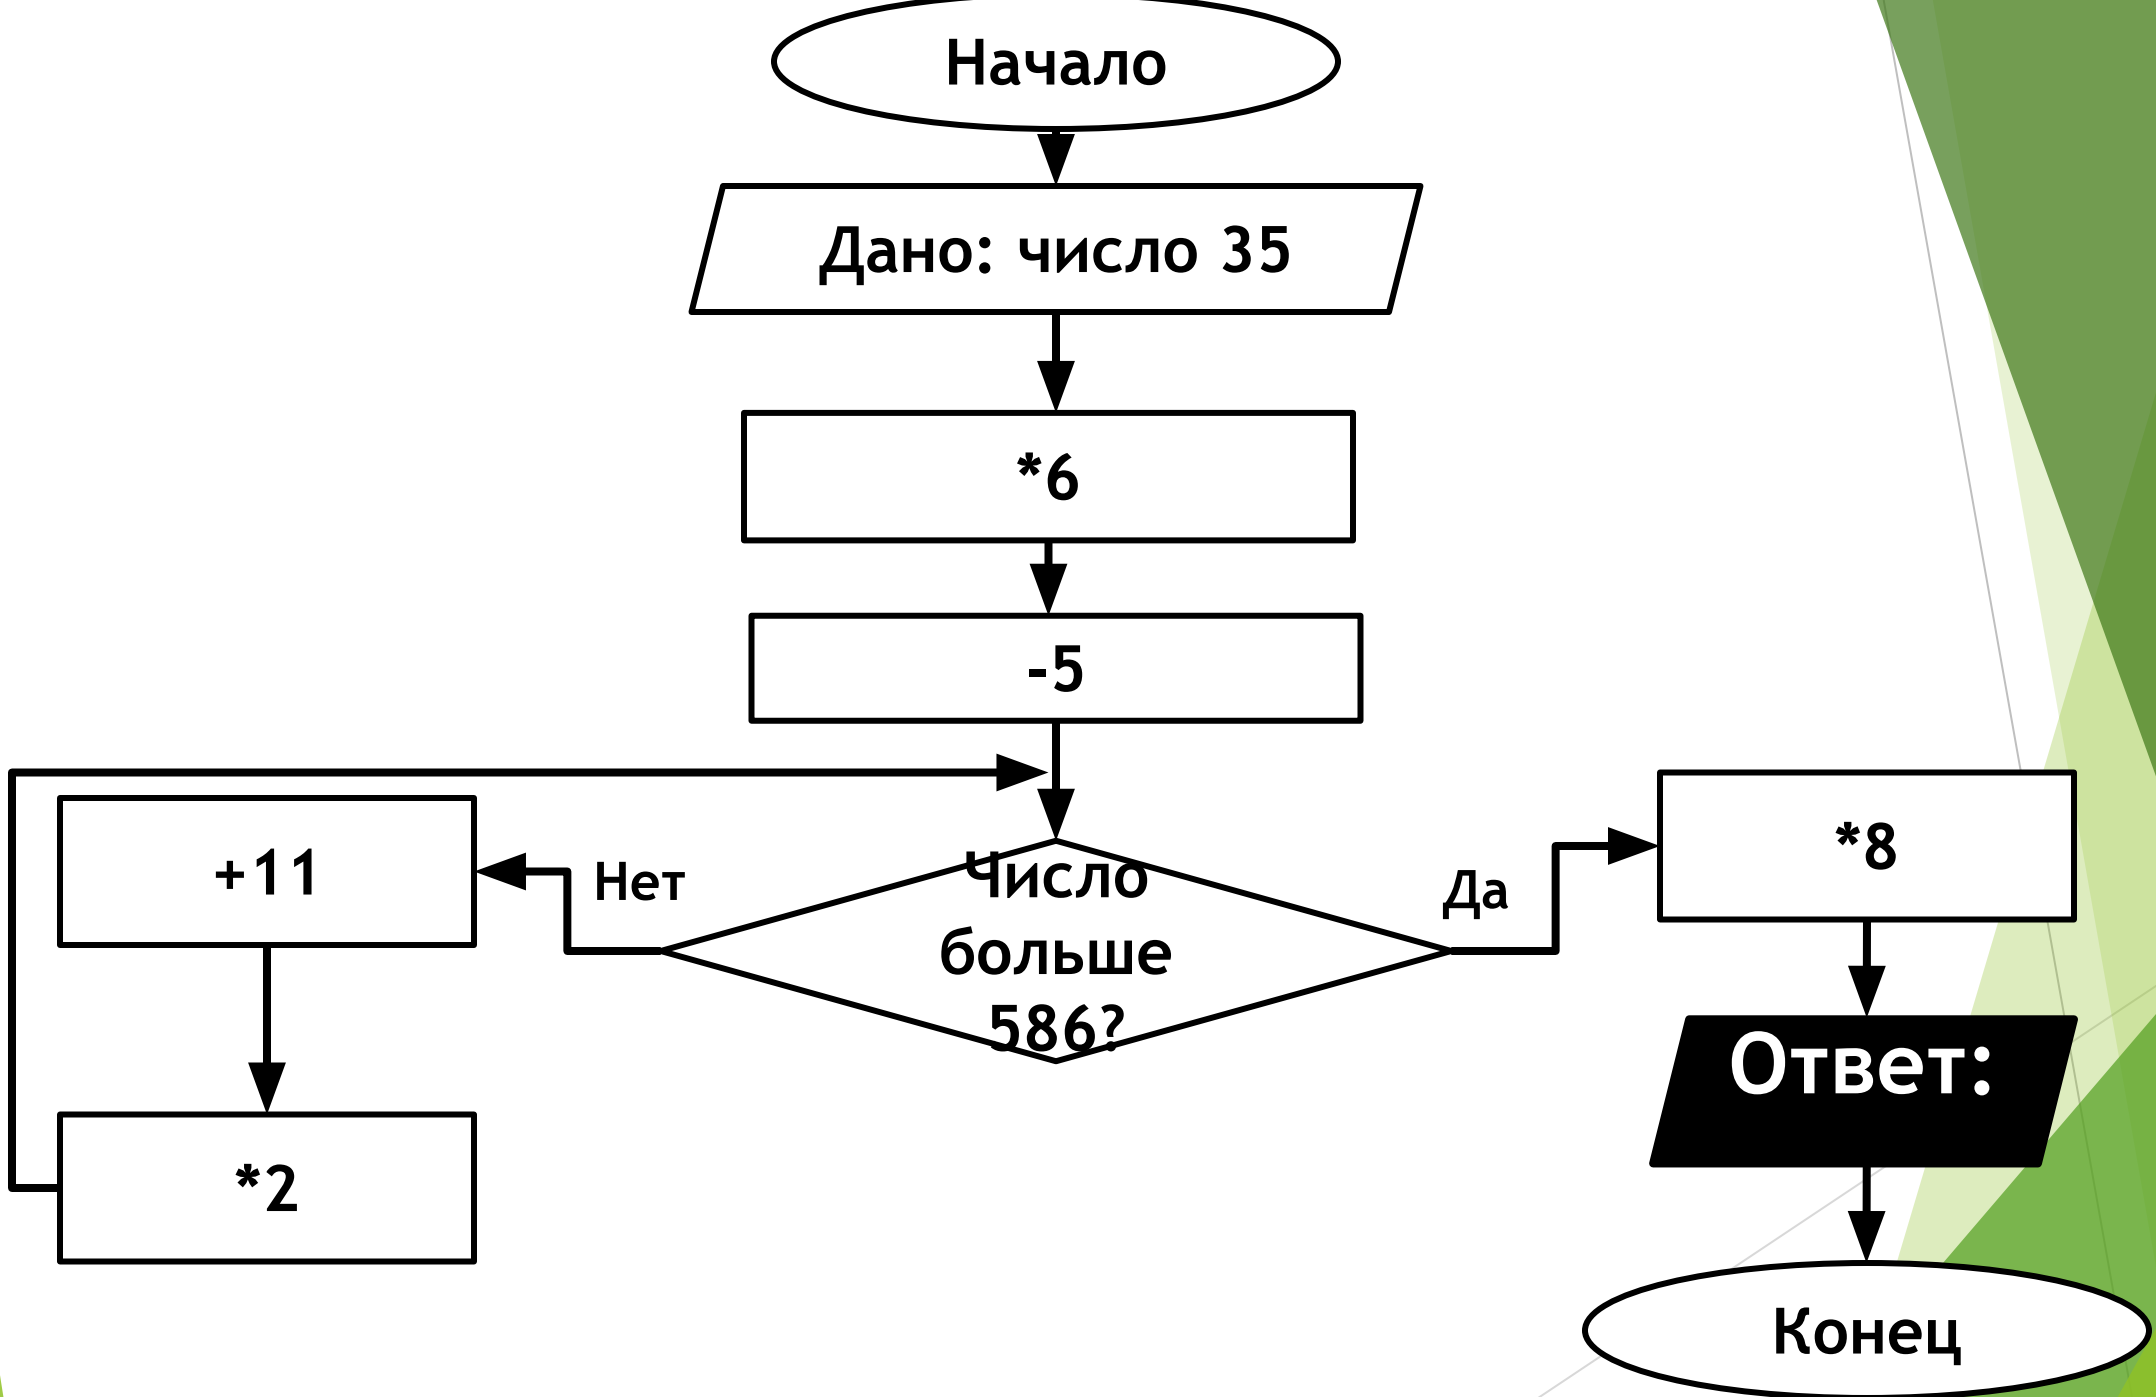 Начало
Дано: число 35
*6
-5
Число
больше
586?
Нет
+11
*2
Да
*8
Ответ:
Конец